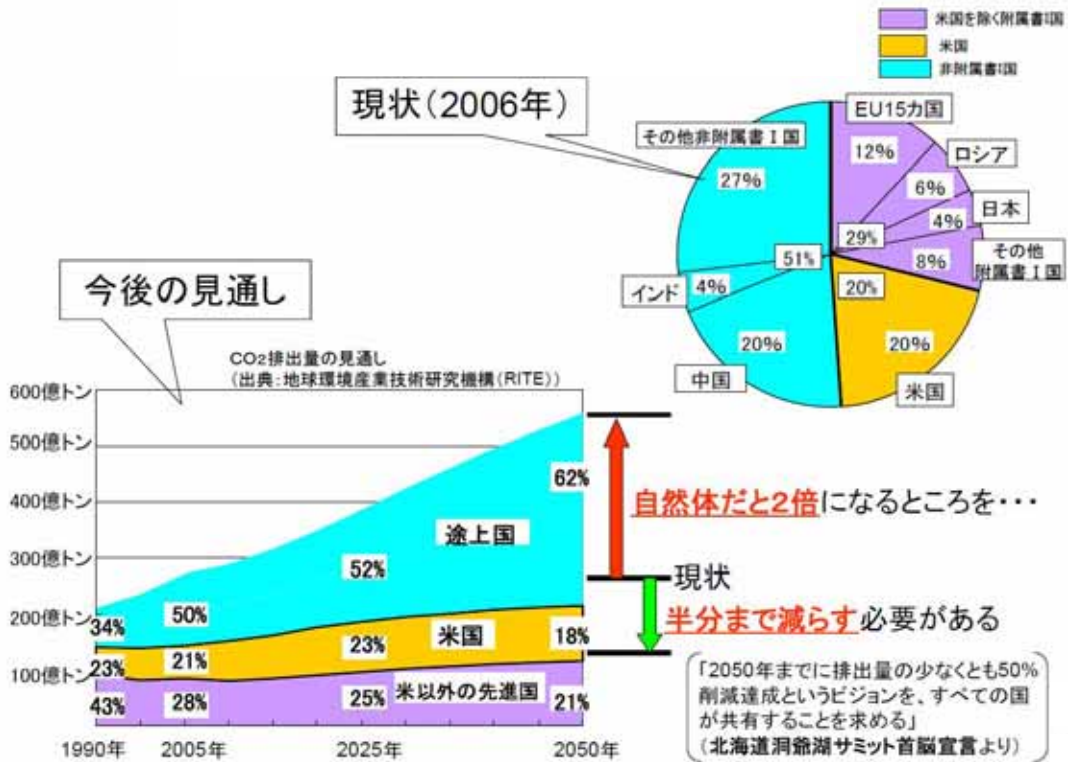 米国を除く附属書I国
米国
非附属書I国
現状(2006年)
その他非附属書Ⅰ国
27%
EU15カ国
12%
ロシア
6%
日本
4%
29%
その他
附属書Ⅰ国
8%
51%
インド
4%
20%
20%
中国
20%
米国
今後の見通し
CO2排出量の見通し
(出典:地球環境産業技術研究機構(RITE))
600億トン
500億トン
400億トン
300億トン
200億トン
100億トン
62%
途上国
52%
50%
34%
米国
18%
23%
21%
23%
米以外の先進国
21%
25%
28%
43%
1990年 2005年 2025年 2050年
自然体だと2倍になるところを・・・
現状
半分まで減らす必要がある
「2050年までに排出量の少なくとも50%
削減達成というビジョンを、すべての国
が共有することを求める」
(北海道洞爺湖サミット首脳宣言より)